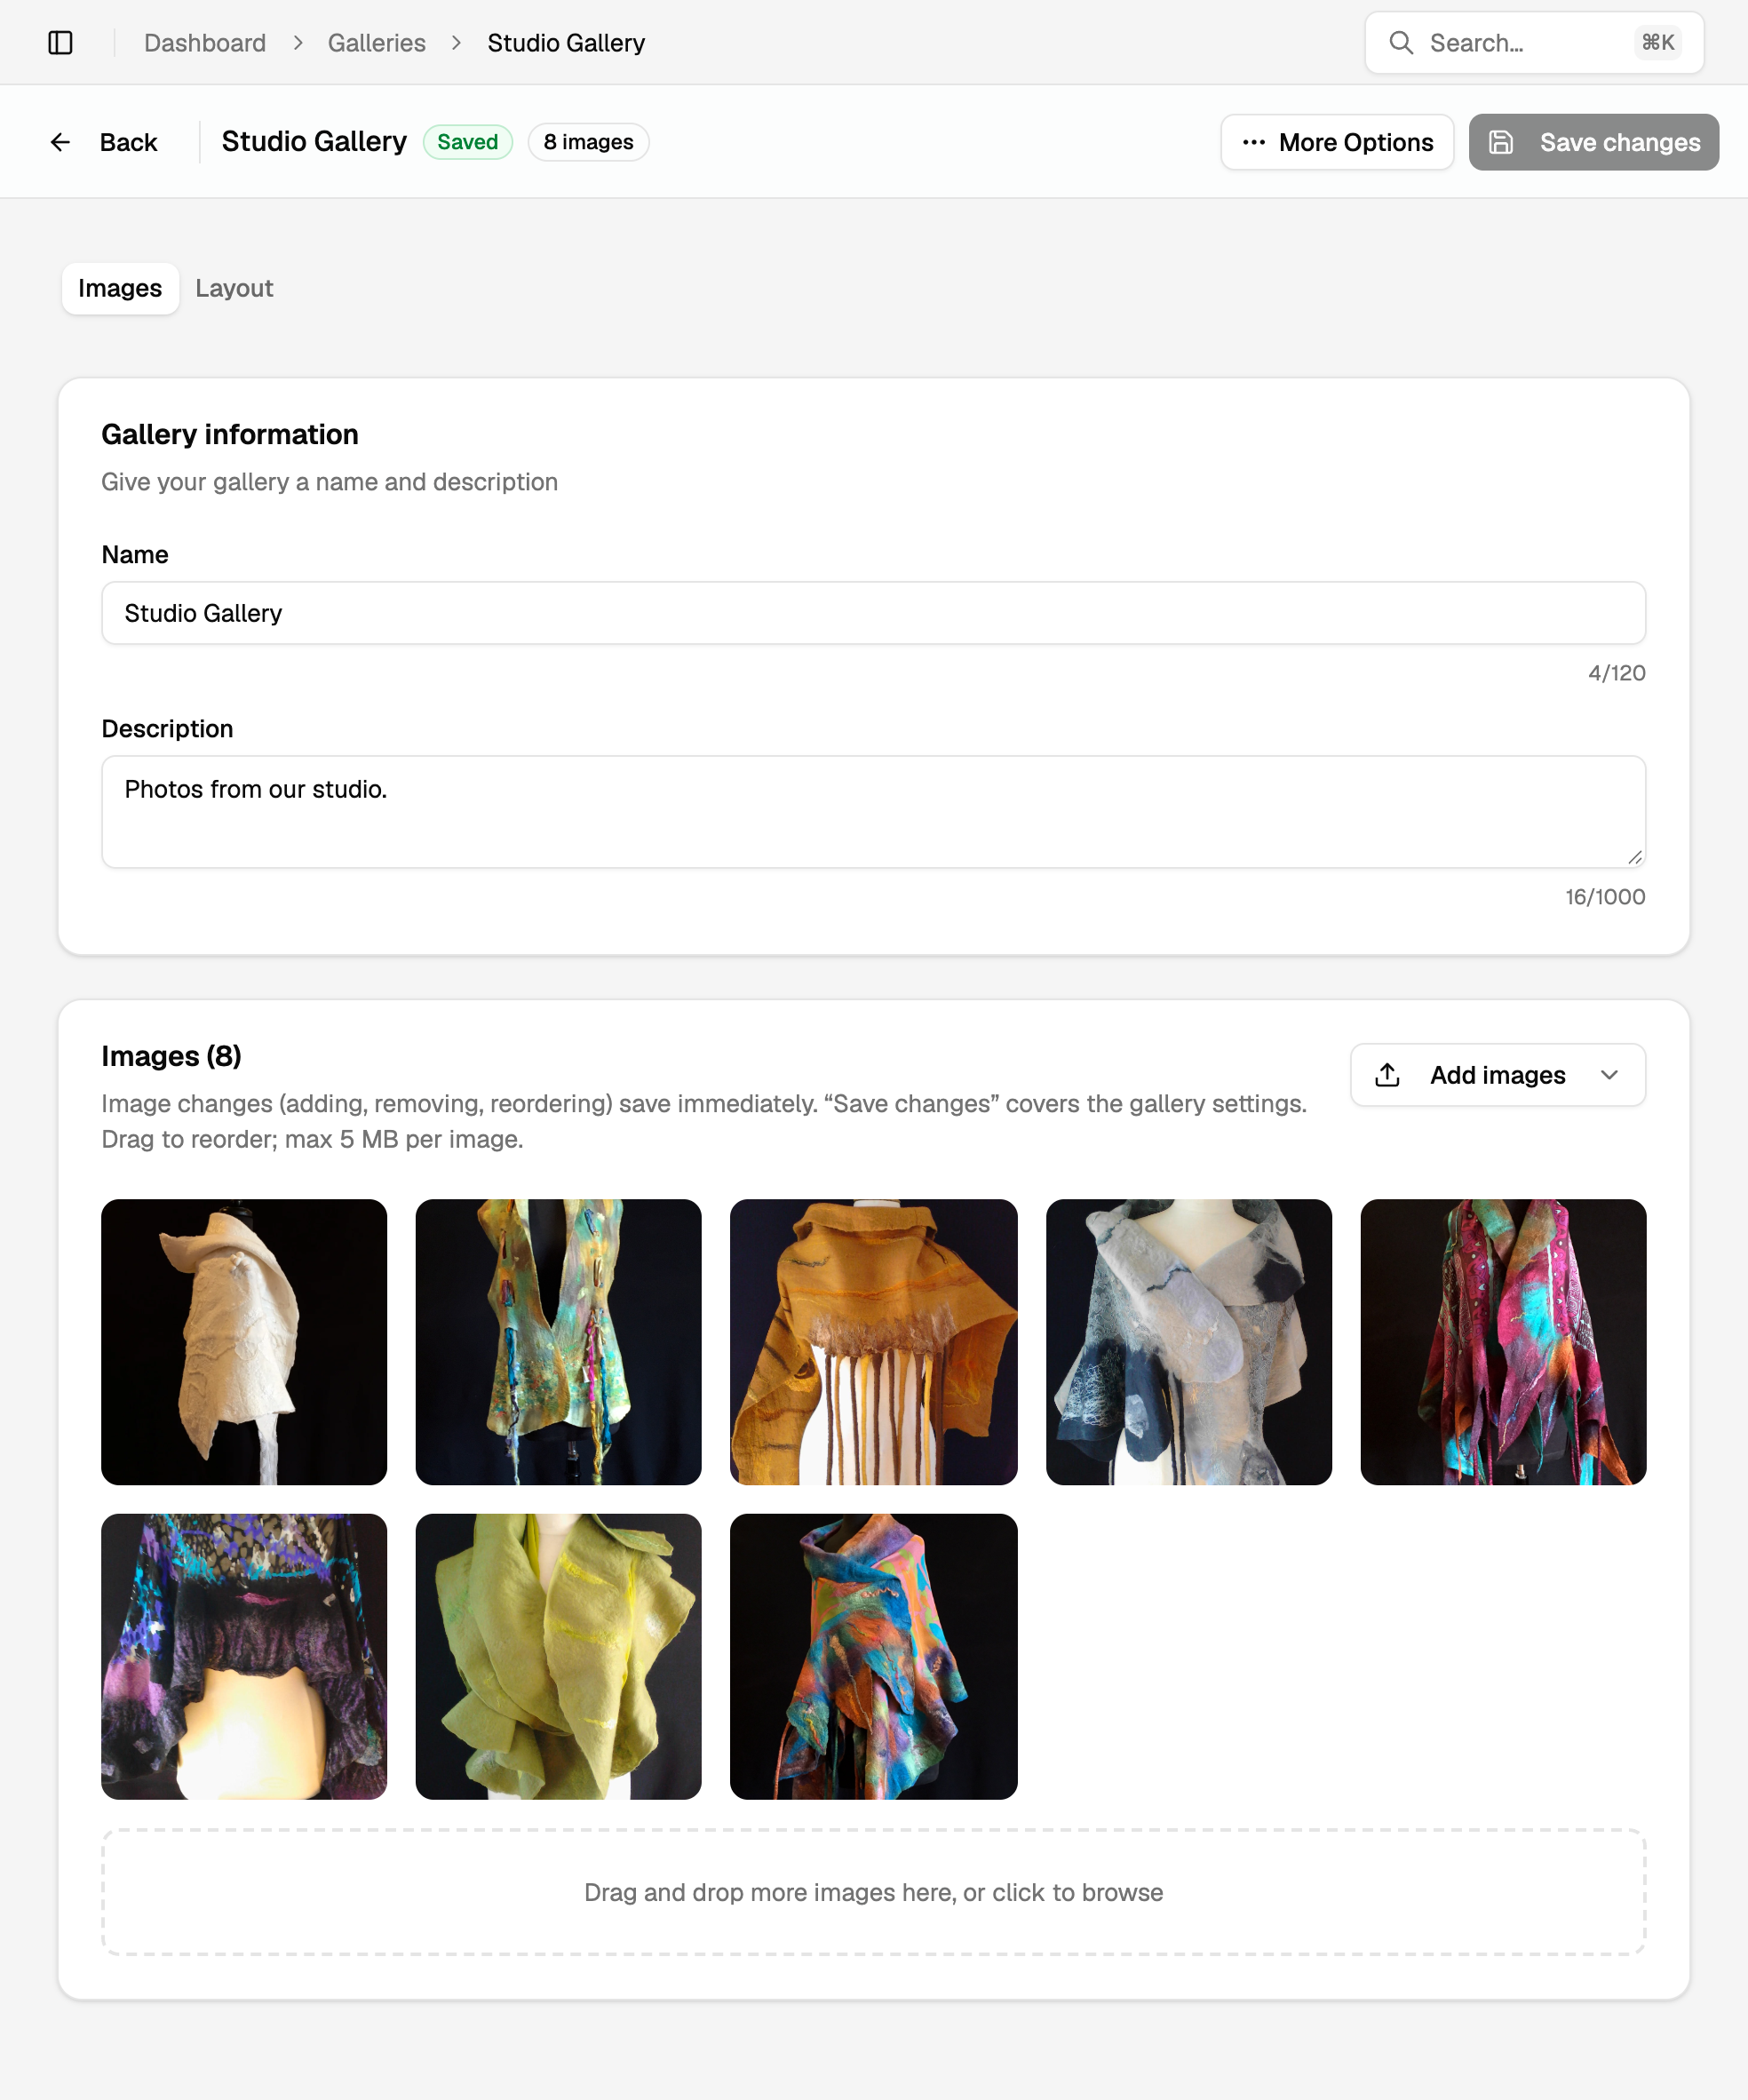 Dashboard > Galleries > Studio Gallery
Search... ⌘K
Back
Studio Gallery Saved 8 images
More Options Save changes
Images Layout
Gallery information
Give your gallery a name and description
Name
Studio Gallery
4/120
Description
Photos from our studio.
16/1000
Images (8)
Add images
Image changes (adding, removing, reordering) save immediately. “Save changes” covers the gallery settings.
Drag to reorder; max 5 MB per image.
Drag and drop more images here, or click to browse